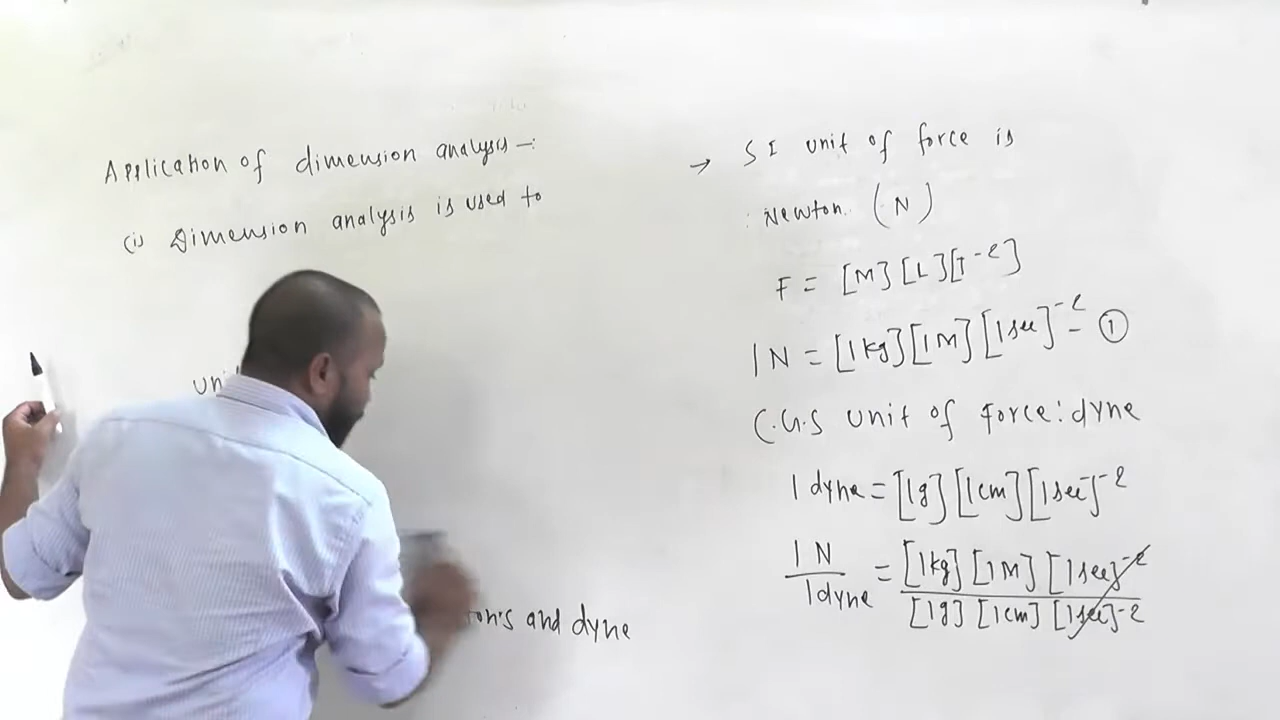 Application of dimension analysis -:
(i) Dimension analysis is used to
and dyne
→ SI unit of force is
Newton. (N)
F = [M][L][T-2]
1N = [1kg][1M][1sec]-2 - ①
C.G.S unit of Force: dyne
1 dyne = [1g][1cm][1sec]-2
1N / 1dyne = [1kg][1M][1sec]-2 / [1g][1cm][1sec]-2